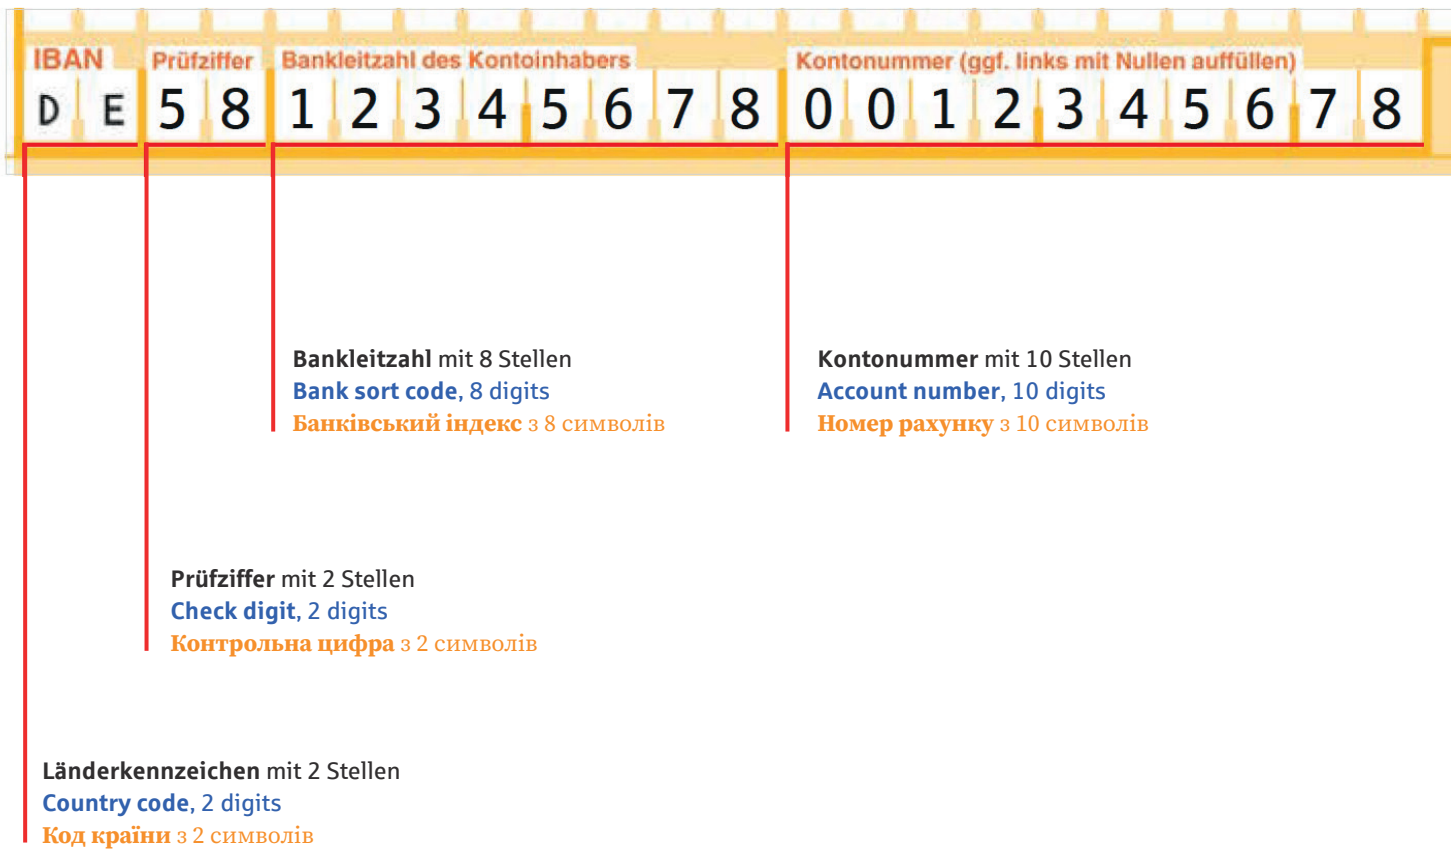 IBAN Prüfziffer Bankleitzahl des Kontoinhabers Kontonummer (ggf. links mit Nullen auffüllen)
D E 5 8 1 2 3 4 5 6 7 8 0 0 1 2 3 4 5 6 7 8
Bankleitzahl mit 8 Stellen
Bank sort code, 8 digits
Банківський індекс з 8 символів
Kontonummer mit 10 Stellen
Account number, 10 digits
Номер рахунку з 10 символів
Prüfziffer mit 2 Stellen
Check digit, 2 digits
Контрольна цифра з 2 символів
Länderkennzeichen mit 2 Stellen
Country code, 2 digits
Код країни з 2 символів